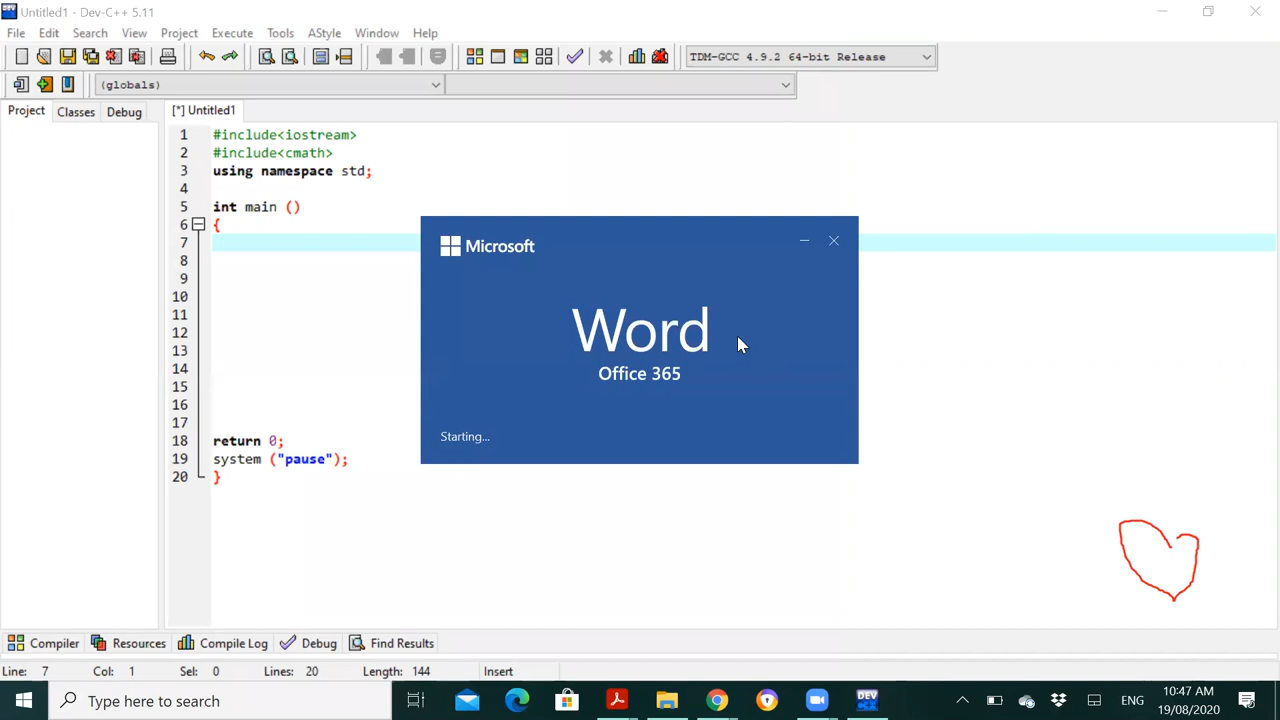 Untitled1 - Dev-C++ 5.11
File Edit Search View Project Execute Tools AStyle Window Help
TDM-GCC 4.9.2 64-bit Release
(globals)
Project Classes Debug [*] Untitled1
1 #include<iostream>
2 #include<cmath>
3 using namespace std;
4
5 int main ()
6 {
7
8
9
10
11
12
13
14
15
16
17
18 return 0;
19 system ("pause");
20 }
Microsoft
Word
Office 365
Starting...
Compiler Resources Compile Log Debug Find Results
Line: 7 Col: 1 Sel: 0 Lines: 20 Length: 144 Insert
Type here to search
DEV
ENG
10:47 AM
19/08/2020